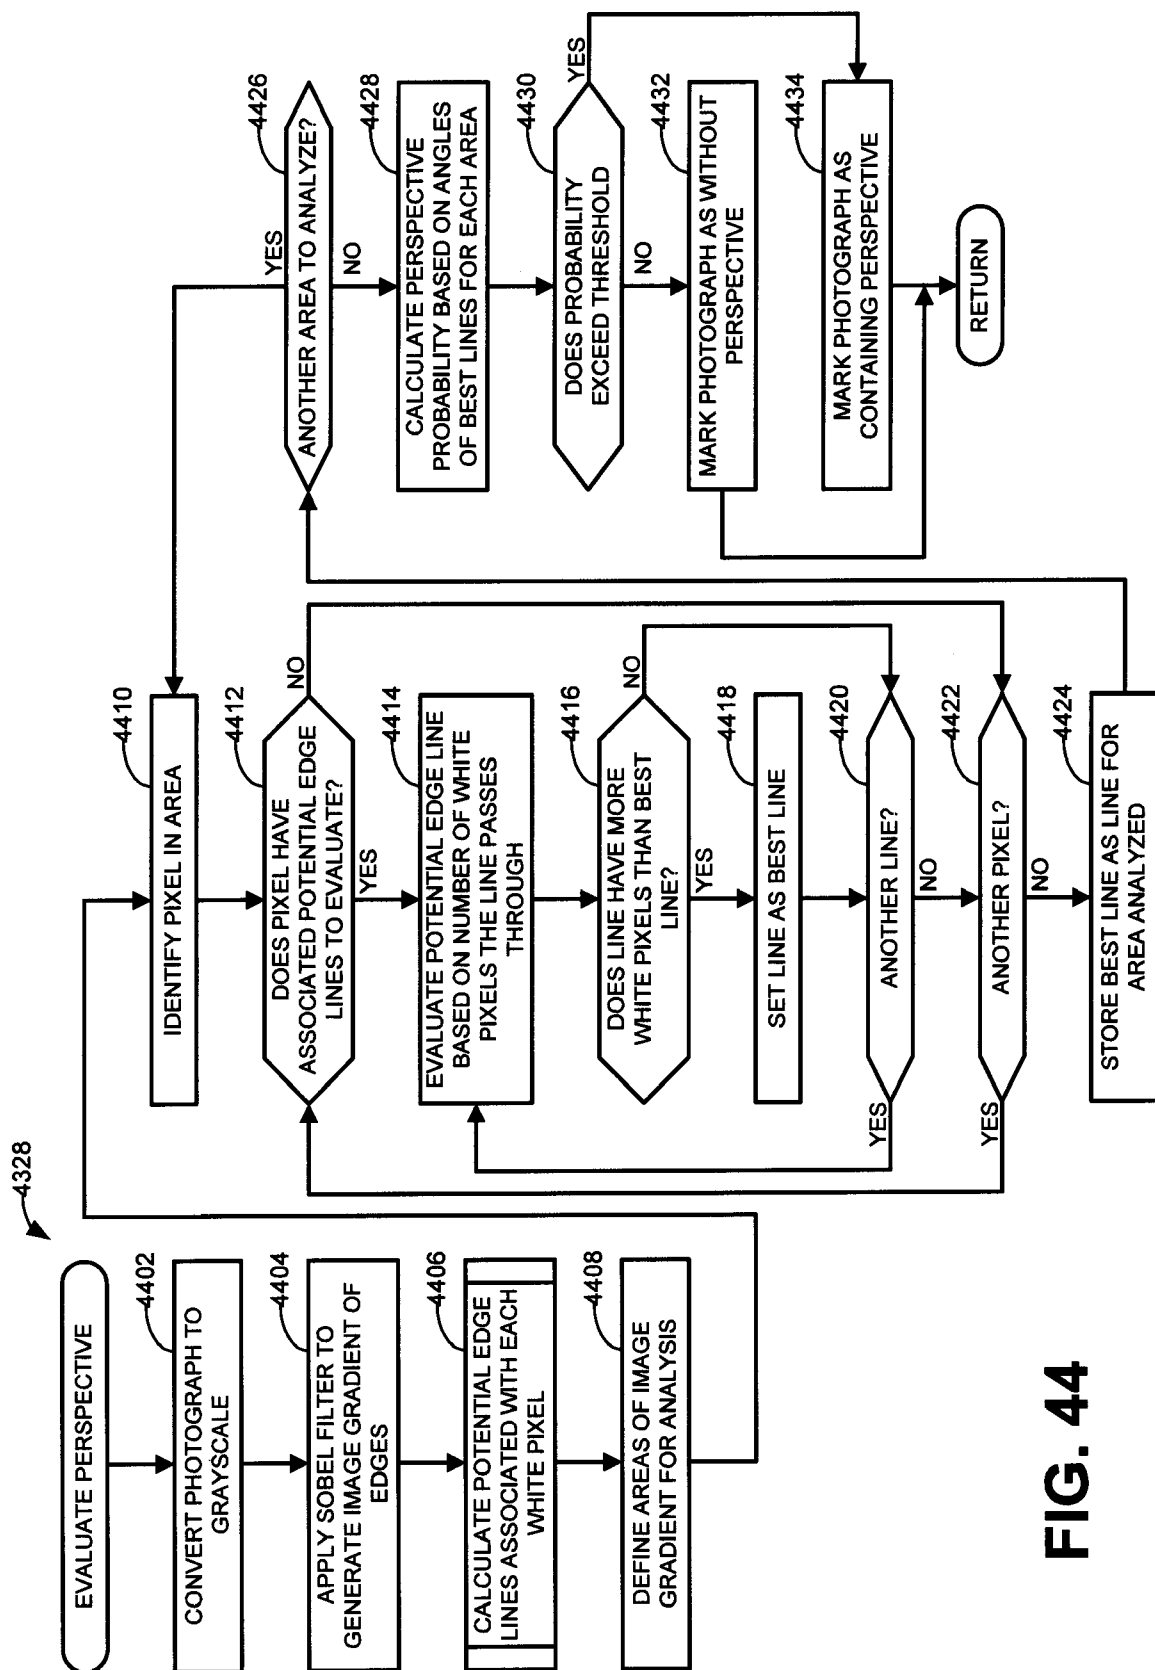 4328
EVALUATE PERSPECTIVE
4402
CONVERT PHOTOGRAPH TO
GRAYSCALE
4404
APPLY SOBEL FILTER TO
GENERATE IMAGE GRADIENT OF
EDGES
4406
CALCULATE POTENTIAL EDGE
LINES ASSOCIATED WITH EACH
WHITE PIXEL
4408
DEFINE AREAS OF IMAGE
GRADIENT FOR ANALYSIS
4410
IDENTIFY PIXEL IN AREA
4412
DOES PIXEL HAVE
ASSOCIATED POTENTIAL EDGE
LINES TO EVALUATE?
NO
YES
4414
EVALUATE POTENTIAL EDGE LINE
BASED ON NUMBER OF WHITE
PIXELS THE LINE PASSES
THROUGH
4416
DOES LINE HAVE MORE
WHITE PIXELS THAN BEST
LINE?
NO
YES
4418
SET LINE AS BEST LINE
4420
ANOTHER LINE?
YES
NO
4422
ANOTHER PIXEL?
YES
NO
4424
STORE BEST LINE AS LINE FOR
AREA ANALYZED
4426
YES
ANOTHER AREA TO ANALYZE?
NO
4428
CALCULATE PERSPECTIVE
PROBABILITY BASED ON ANGLES
OF BEST LINES FOR EACH AREA
4430
DOES PROBABILITY
EXCEED THRESHOLD
YES
NO
4432
MARK PHOTOGRAPH AS WITHOUT
PERSPECTIVE
4434
MARK PHOTOGRAPH AS
CONTAINING PERSPECTIVE
RETURN
FIG. 44